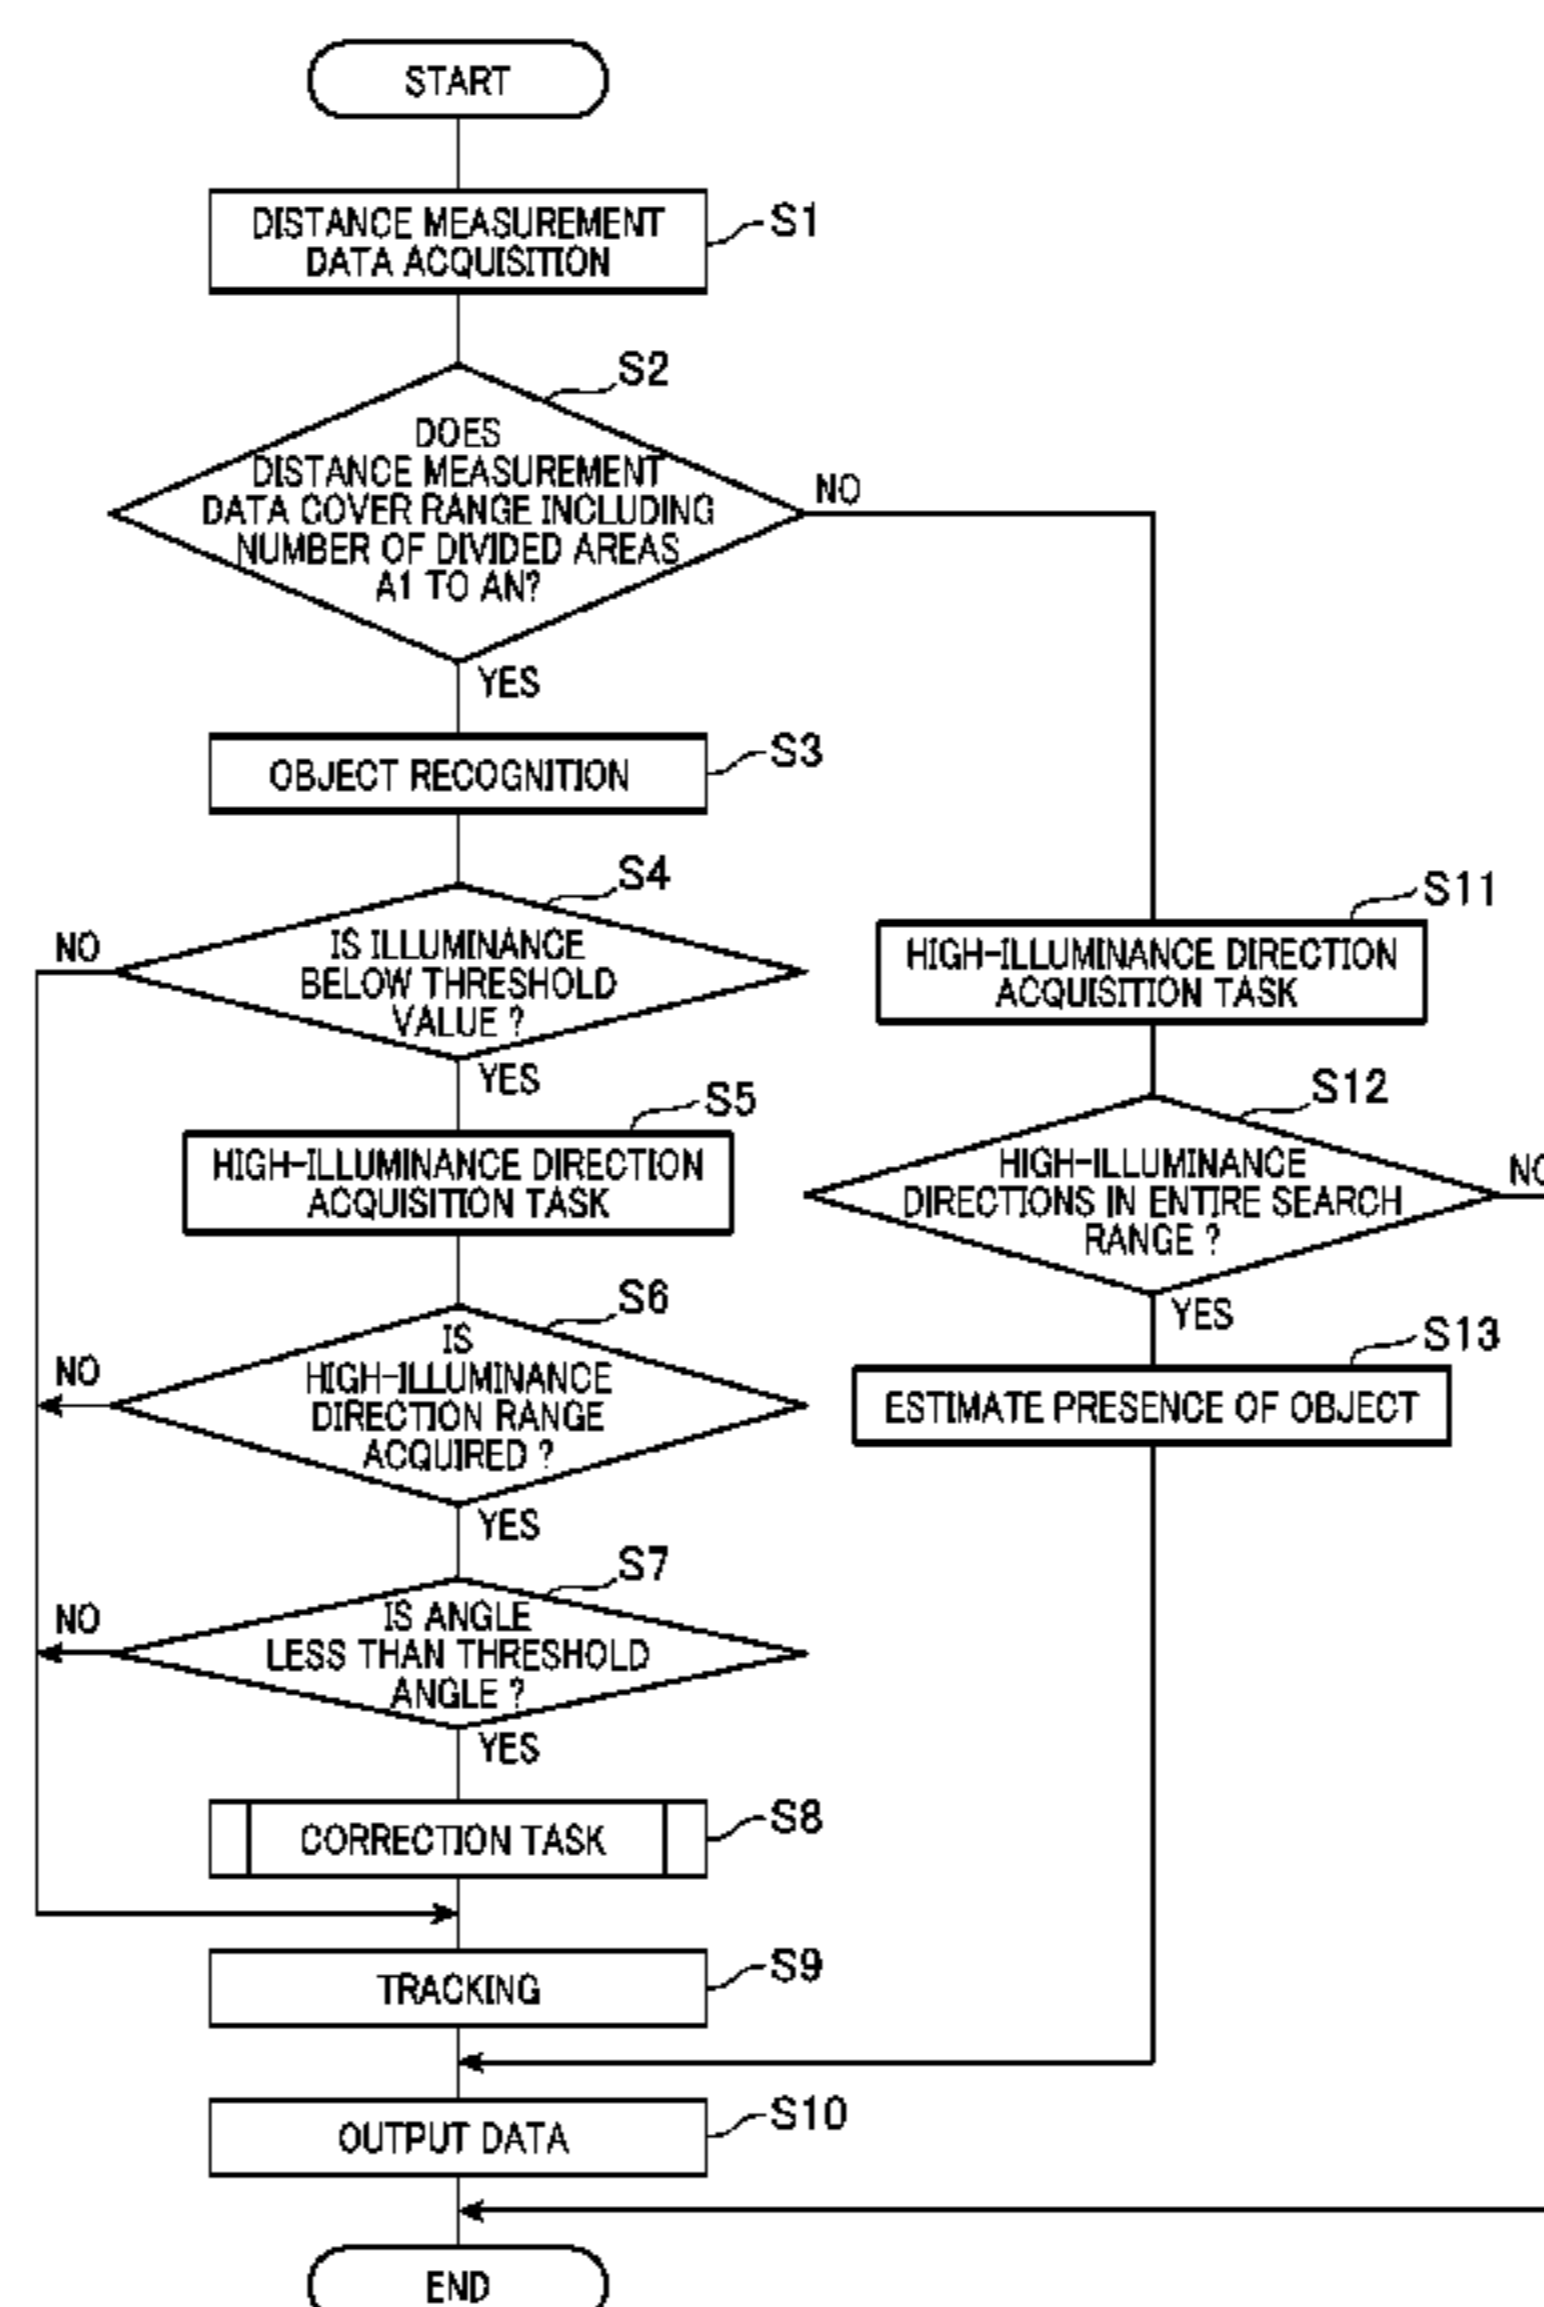 START
DISTANCE MEASUREMENT
DATA ACQUISITION
S1
S2
DOES
DISTANCE MEASUREMENT
DATA COVER RANGE INCLUDING
NUMBER OF DIVIDED AREAS
A1 TO AN?
NO
YES
OBJECT RECOGNITION
S3
S4
IS ILLUMINANCE
BELOW THRESHOLD
VALUE ?
NO
YES
S5
HIGH-ILLUMINANCE DIRECTION
ACQUISITION TASK
S6
IS
HIGH-ILLUMINANCE
DIRECTION RANGE
ACQUIRED ?
NO
YES
S7
IS ANGLE
LESS THAN THRESHOLD
ANGLE ?
NO
YES
CORRECTION TASK
S8
TRACKING
S9
OUTPUT DATA
S10
END
S11
HIGH-ILLUMINANCE DIRECTION
ACQUISITION TASK
S12
HIGH-ILLUMINANCE
DIRECTIONS IN ENTIRE SEARCH
RANGE ?
NO
YES
S13
ESTIMATE PRESENCE OF OBJECT